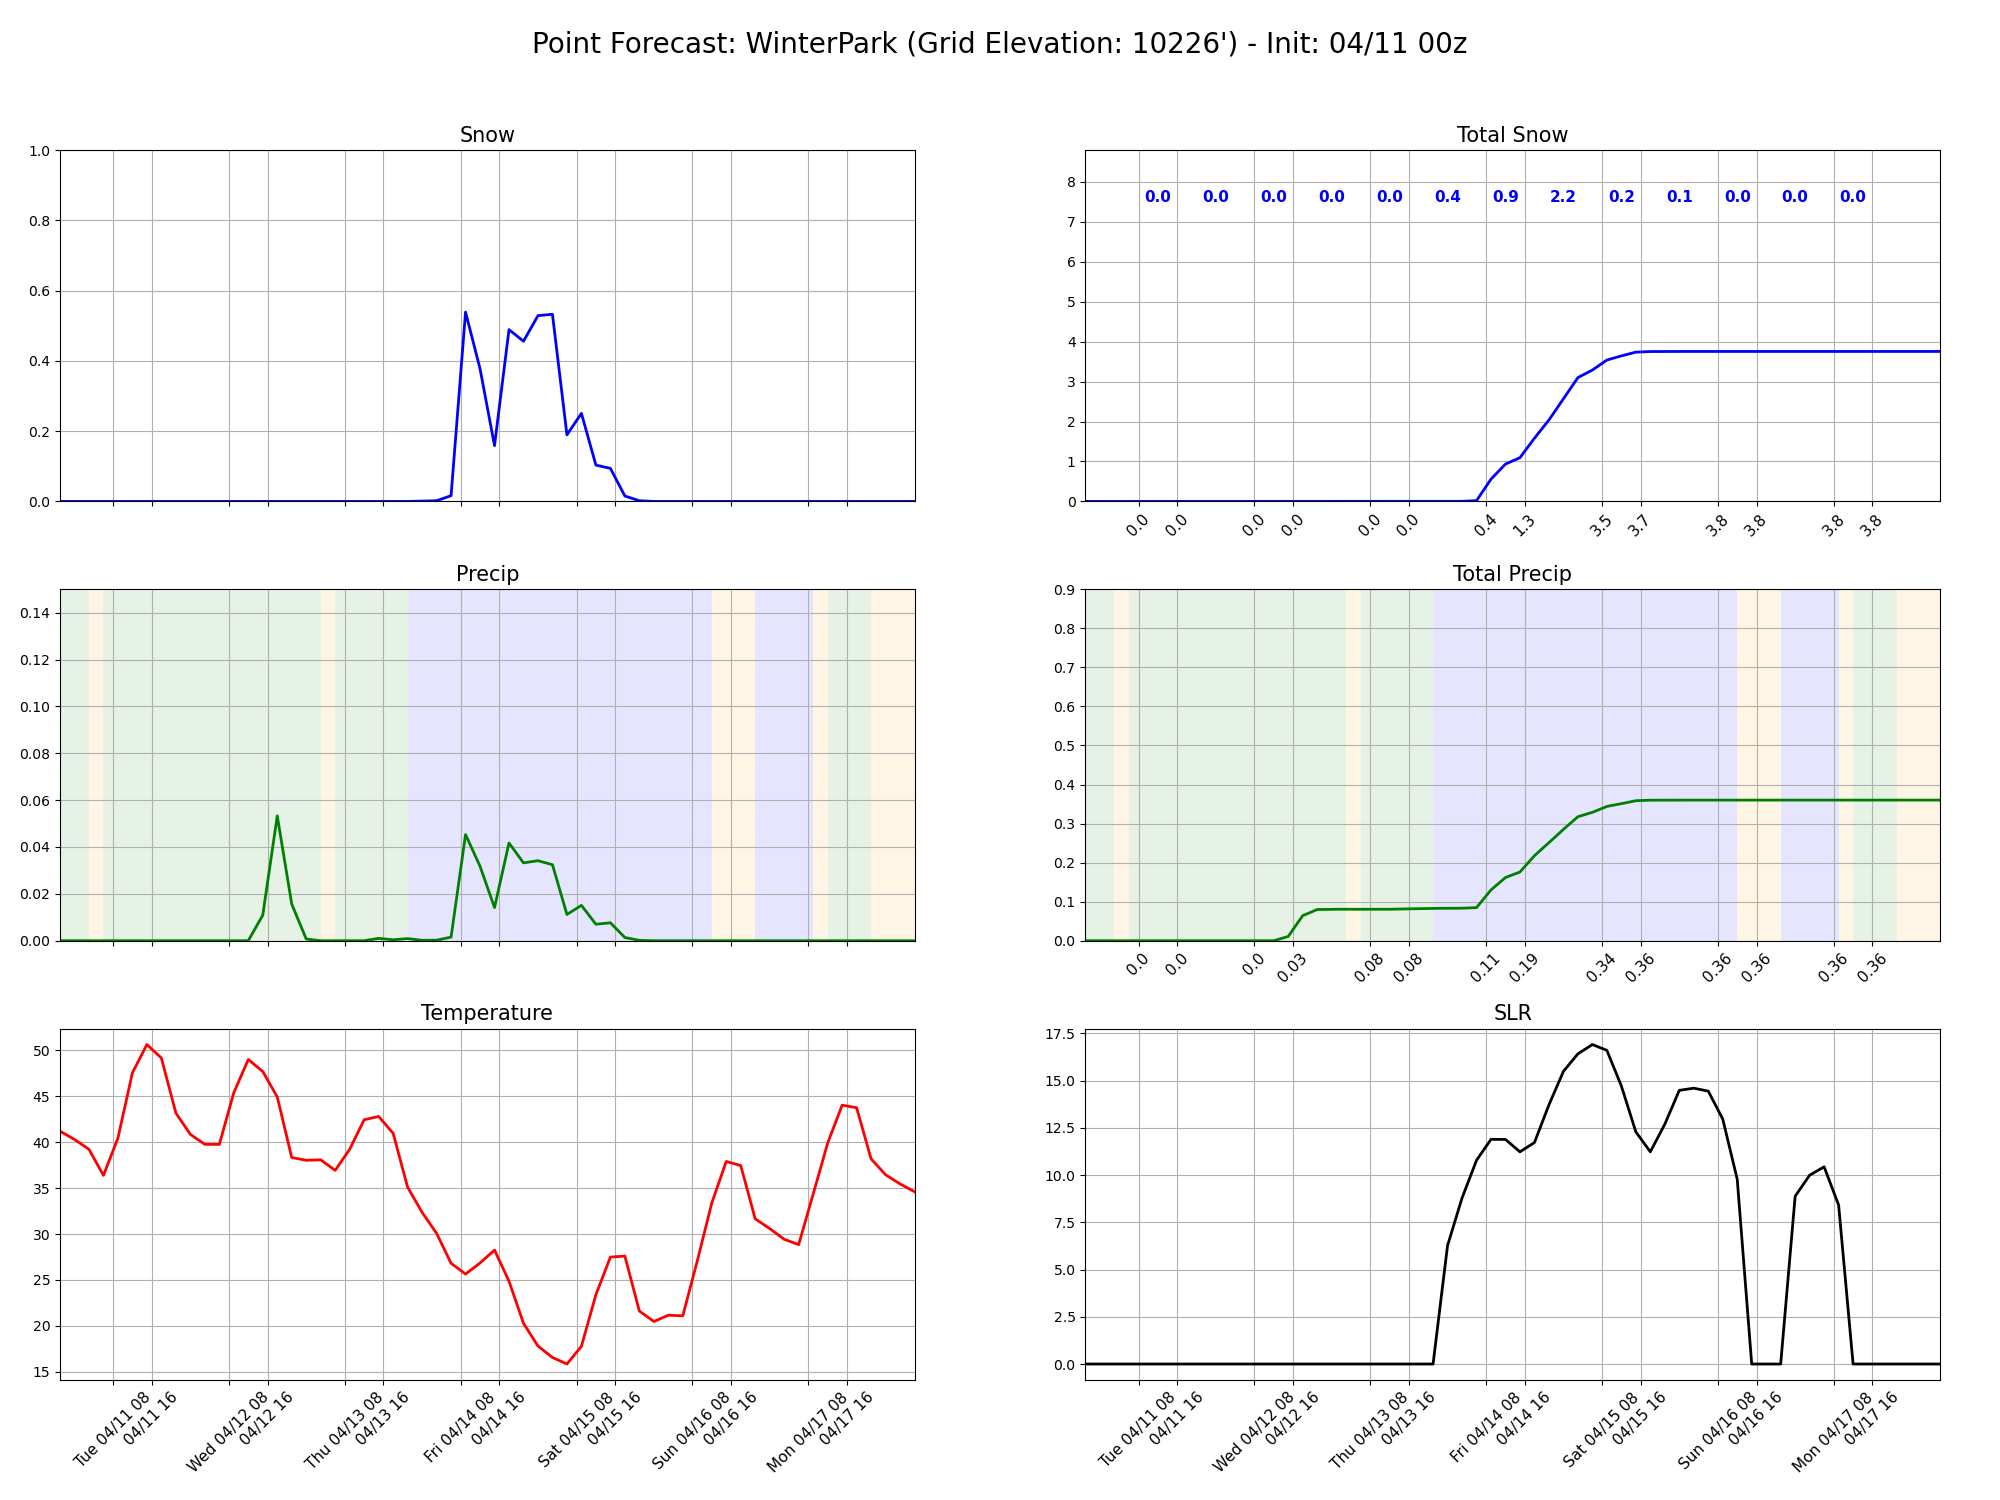 Point Forecast: WinterPark (Grid Elevation: 10226') - Init: 04/11 00z
Snow
1.0
0.8
0.6
0.4
0.2
0.0
Total Snow
8
7
6
5
4
3
2
1
0
0.0 0.0 0.0 0.0 0.0 0.4 0.9 2.2 0.2 0.1 0.0 0.0 0.0
0.0 0.0 0.0 0.0 0.0 0.0 0.4 1.3 3.5 3.7 3.8 3.8 3.8 3.8
Precip
0.14
0.12
0.10
0.08
0.06
0.04
0.02
0.00
Total Precip
0.9
0.8
0.7
0.6
0.5
0.4
0.3
0.2
0.1
0.0
0.0 0.0 0.0 0.03 0.08 0.08 0.11 0.19 0.34 0.36 0.36 0.36 0.36 0.36
Temperature
50
45
40
35
30
25
20
15
Tue 04/11 08
04/11 16
Wed 04/12 08
04/12 16
Thu 04/13 08
04/13 16
Fri 04/14 08
04/14 16
Sat 04/15 08
04/15 16
Sun 04/16 08
04/16 16
Mon 04/17 08
04/17 16
SLR
17.5
15.0
12.5
10.0
7.5
5.0
2.5
0.0
Tue 04/11 08
04/11 16
Wed 04/12 08
04/12 16
Thu 04/13 08
04/13 16
Fri 04/14 08
04/14 16
Sat 04/15 08
04/15 16
Sun 04/16 08
04/16 16
Mon 04/17 08
04/17 16